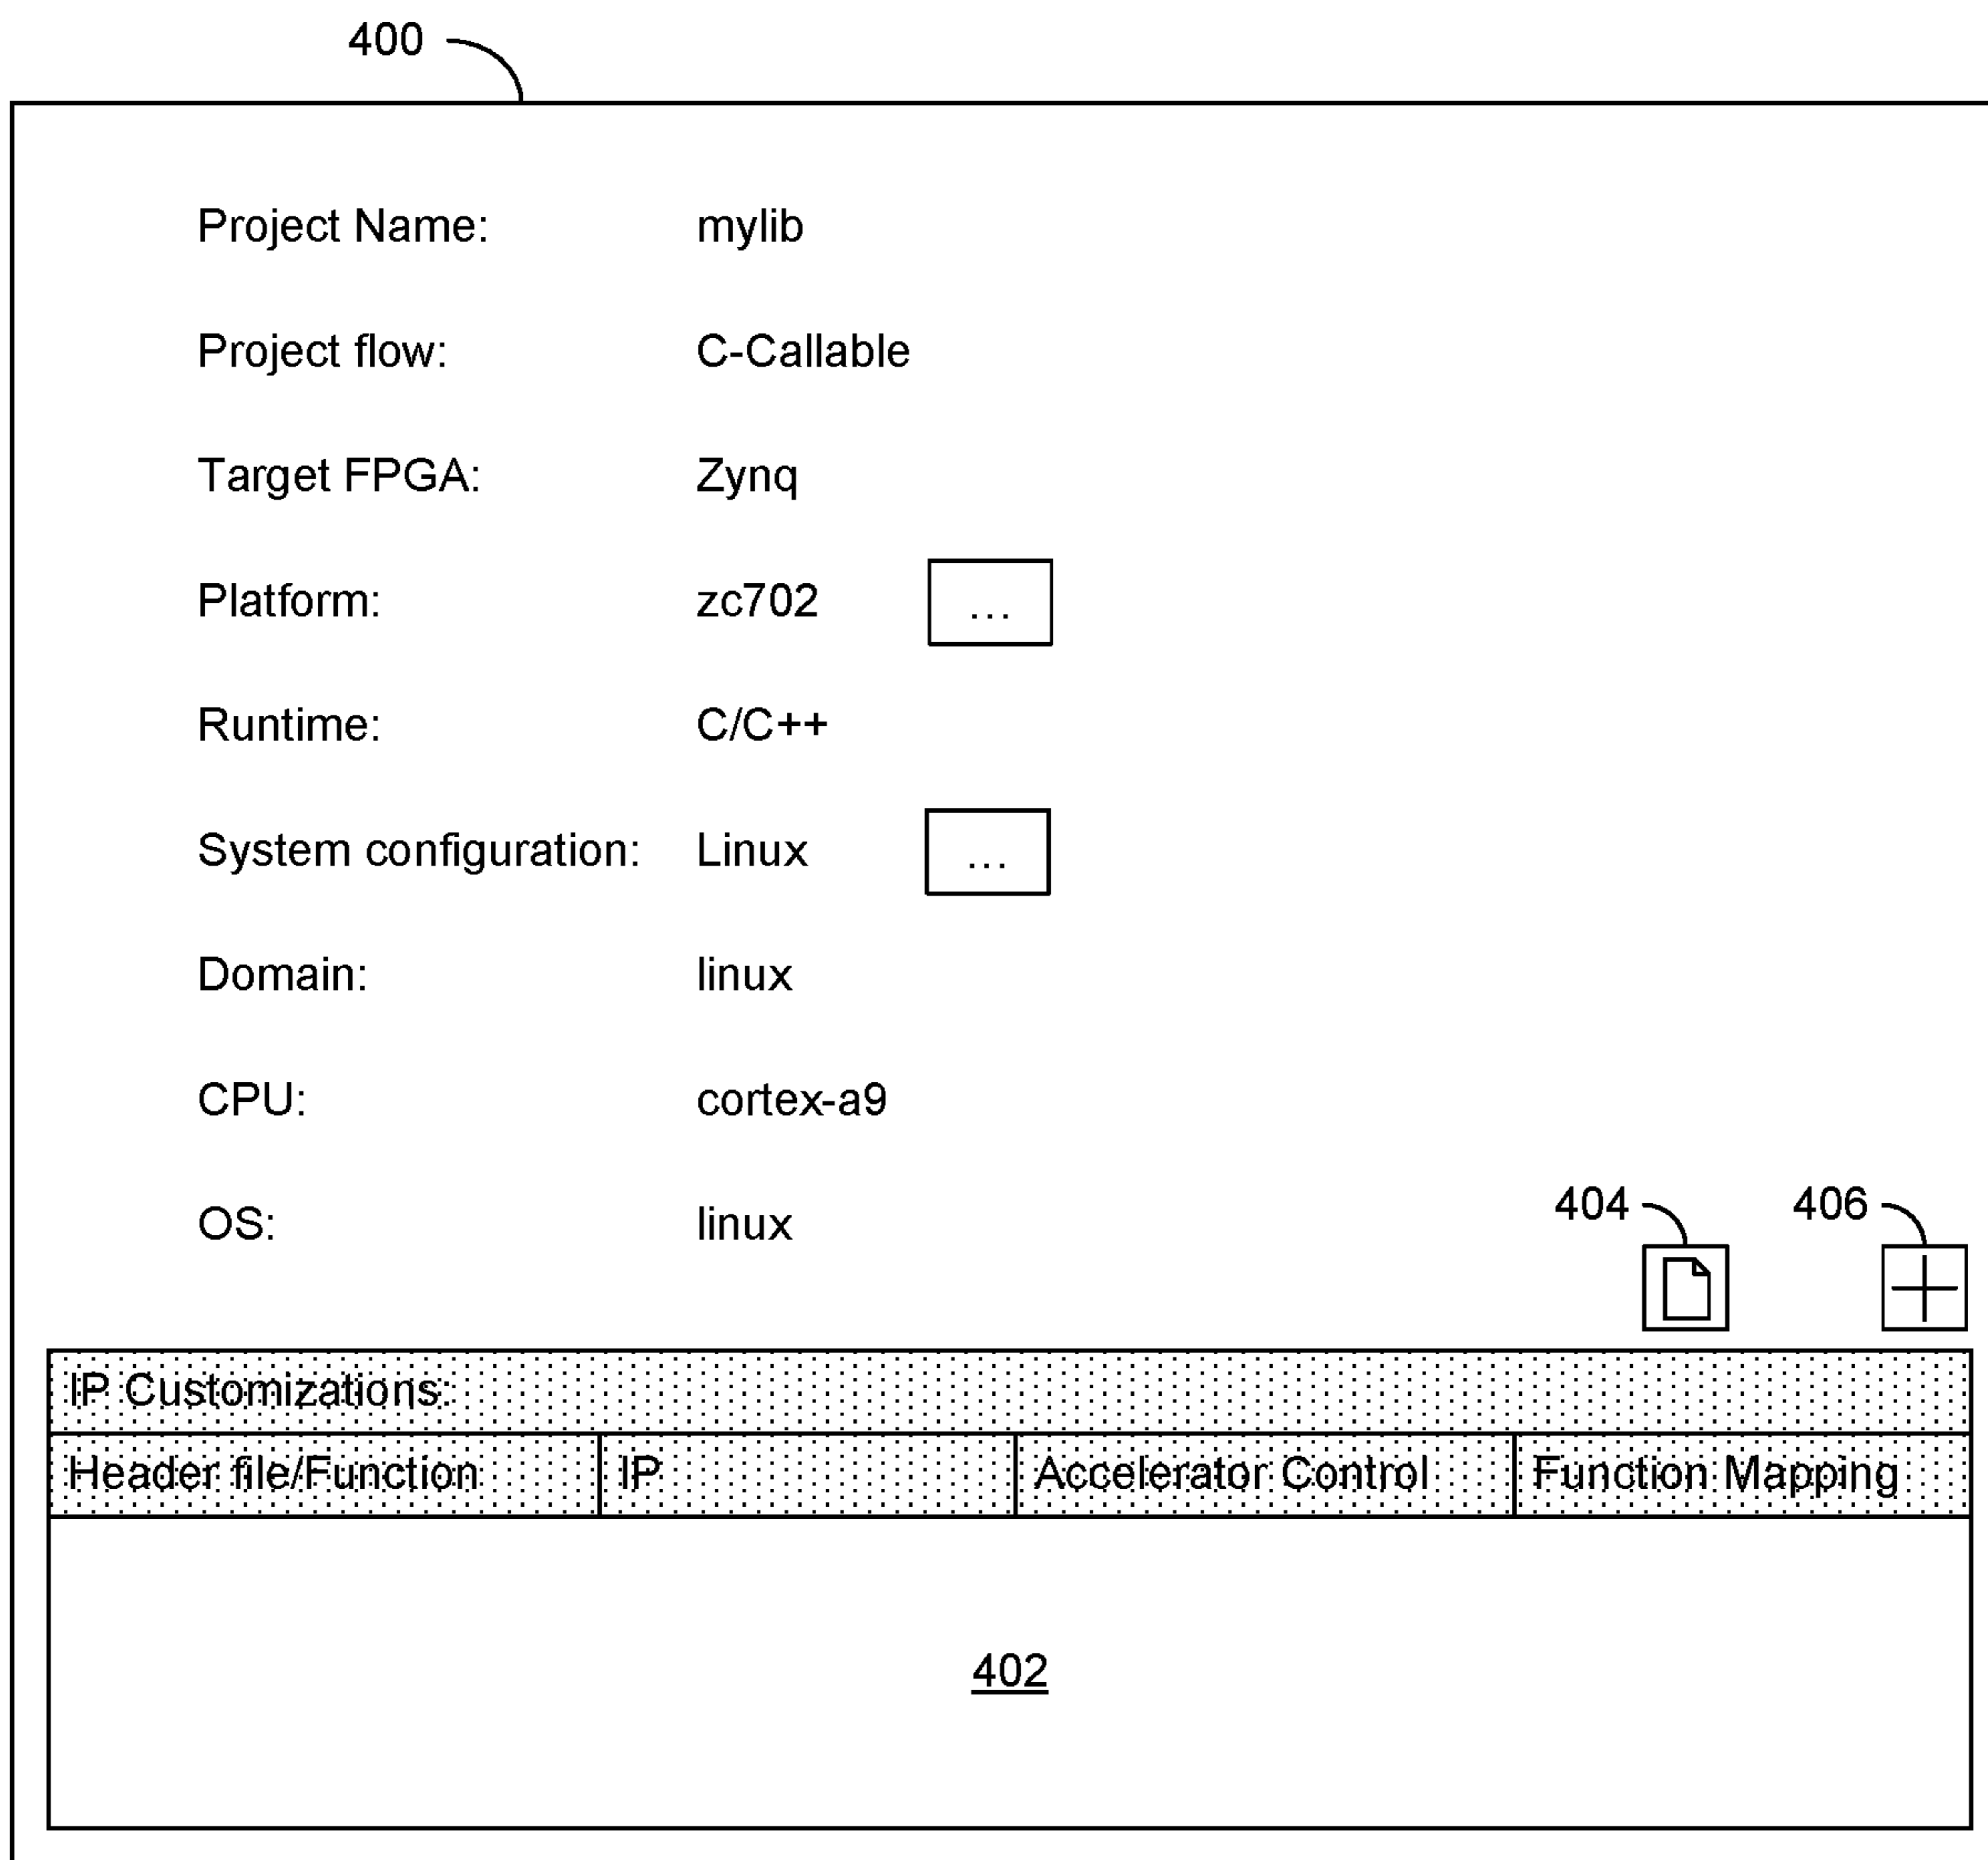 400
Project Name: mylib
Project flow: C-Callable
Target FPGA: Zynq
Platform: zc702 ...
Runtime: C/C++
System configuration: Linux ...
Domain: linux
CPU: cortex-a9
OS: linux
404 406
IP Customizations:
Header file/Function IP Accelerator Control Function Mapping
402